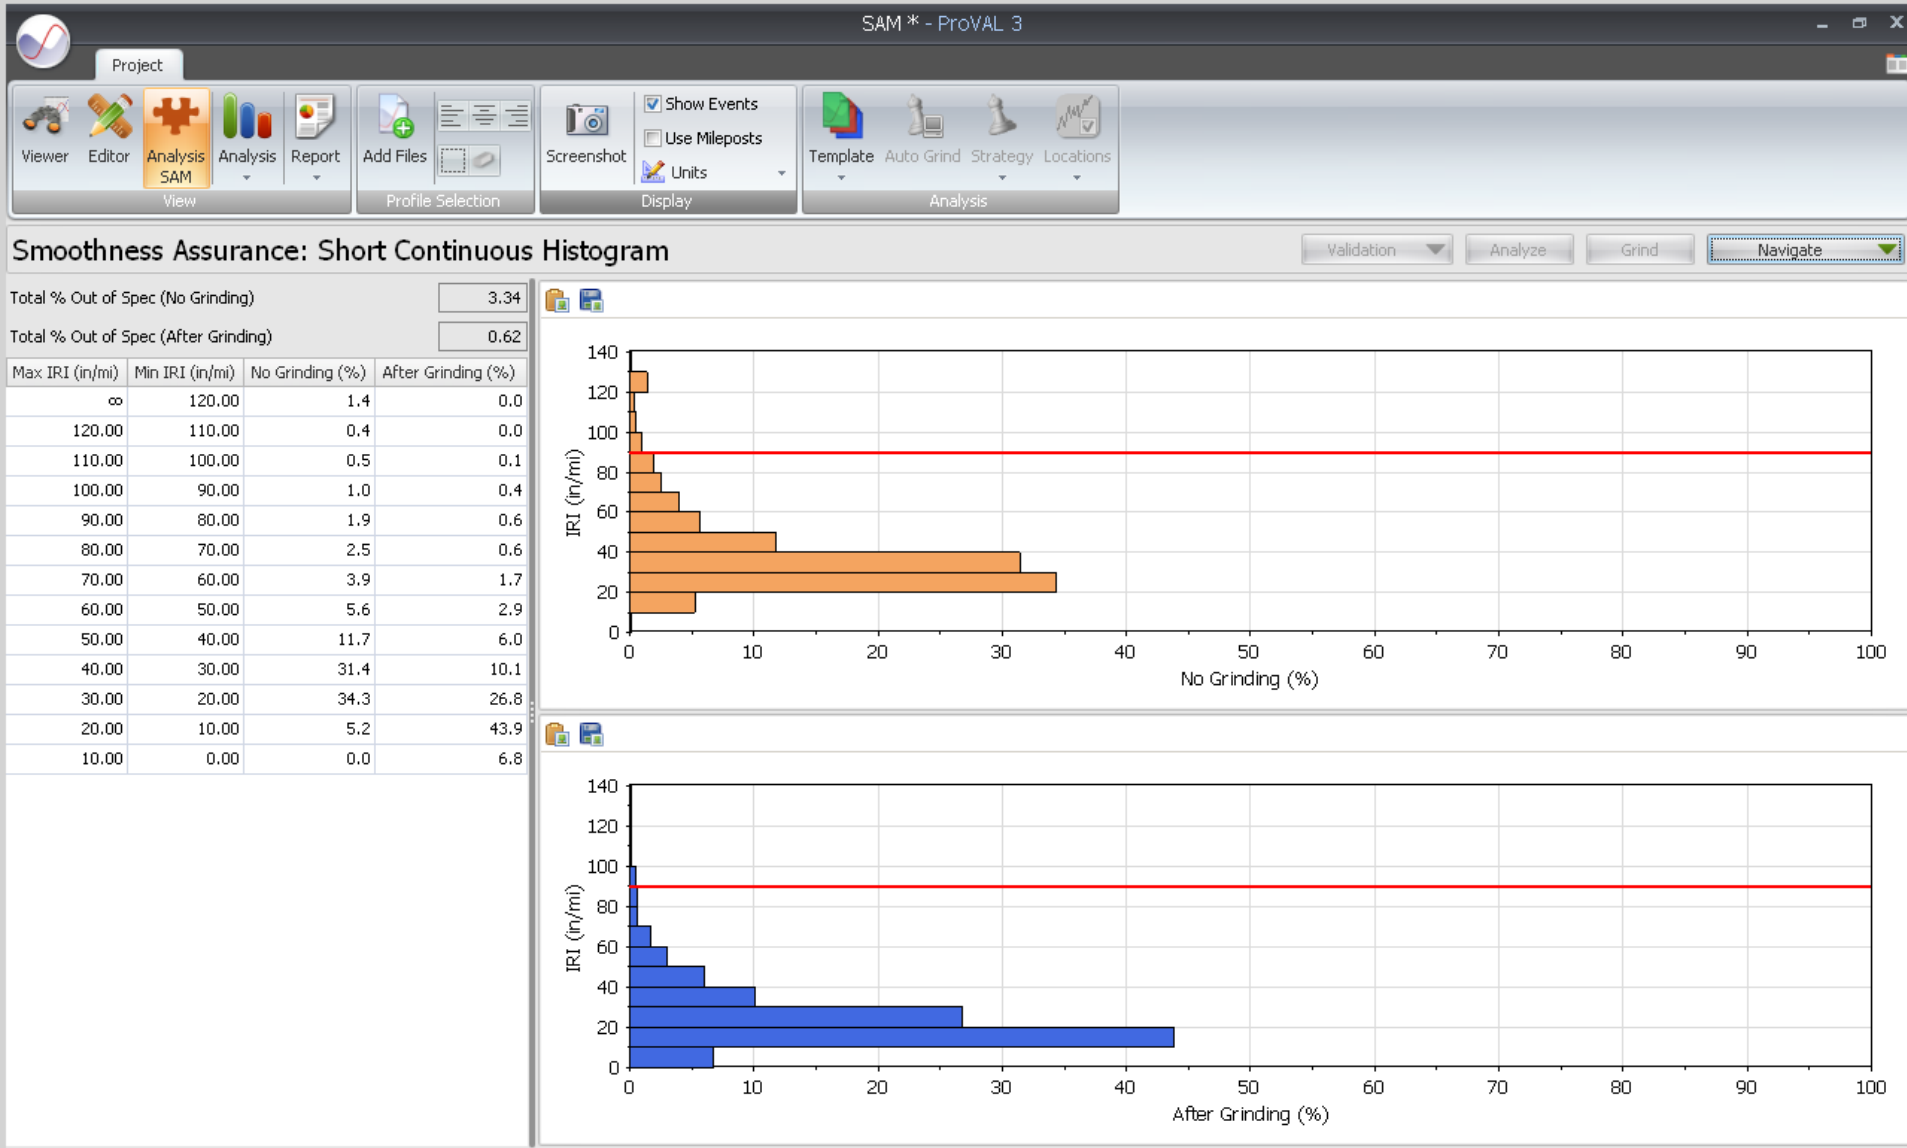 SAM * - ProVAL 3
Project
Viewer
Editor
Analysis SAM
Analysis
Report
View
Add Files
Profile Selection
Screenshot
Show Events
Use Mileposts
Units
Display
Template
Auto Grind
Strategy
Locations
Analysis
Smoothness Assurance: Short Continuous Histogram
Validation
Analyze
Grind
Navigate
Total % Out of Spec (No Grinding) 3.34
Total % Out of Spec (After Grinding) 0.62
Max IRI (in/mi) Min IRI (in/mi) No Grinding (%) After Grinding (%)
∞ 120.00 1.4 0.0
120.00 110.00 0.4 0.0
110.00 100.00 0.5 0.1
100.00 90.00 1.0 0.4
90.00 80.00 1.9 0.6
80.00 70.00 2.5 0.6
70.00 60.00 3.9 1.7
60.00 50.00 5.6 2.9
50.00 40.00 11.7 6.0
40.00 30.00 31.4 10.1
30.00 20.00 34.3 26.8
20.00 10.00 5.2 43.9
10.00 0.00 0.0 6.8
140
120
100
80
60
40
20
0
IRI (in/mi)
0 10 20 30 40 50 60 70 80 90 100
No Grinding (%)
140
120
100
80
60
40
20
0
IRI (in/mi)
0 10 20 30 40 50 60 70 80 90 100
After Grinding (%)